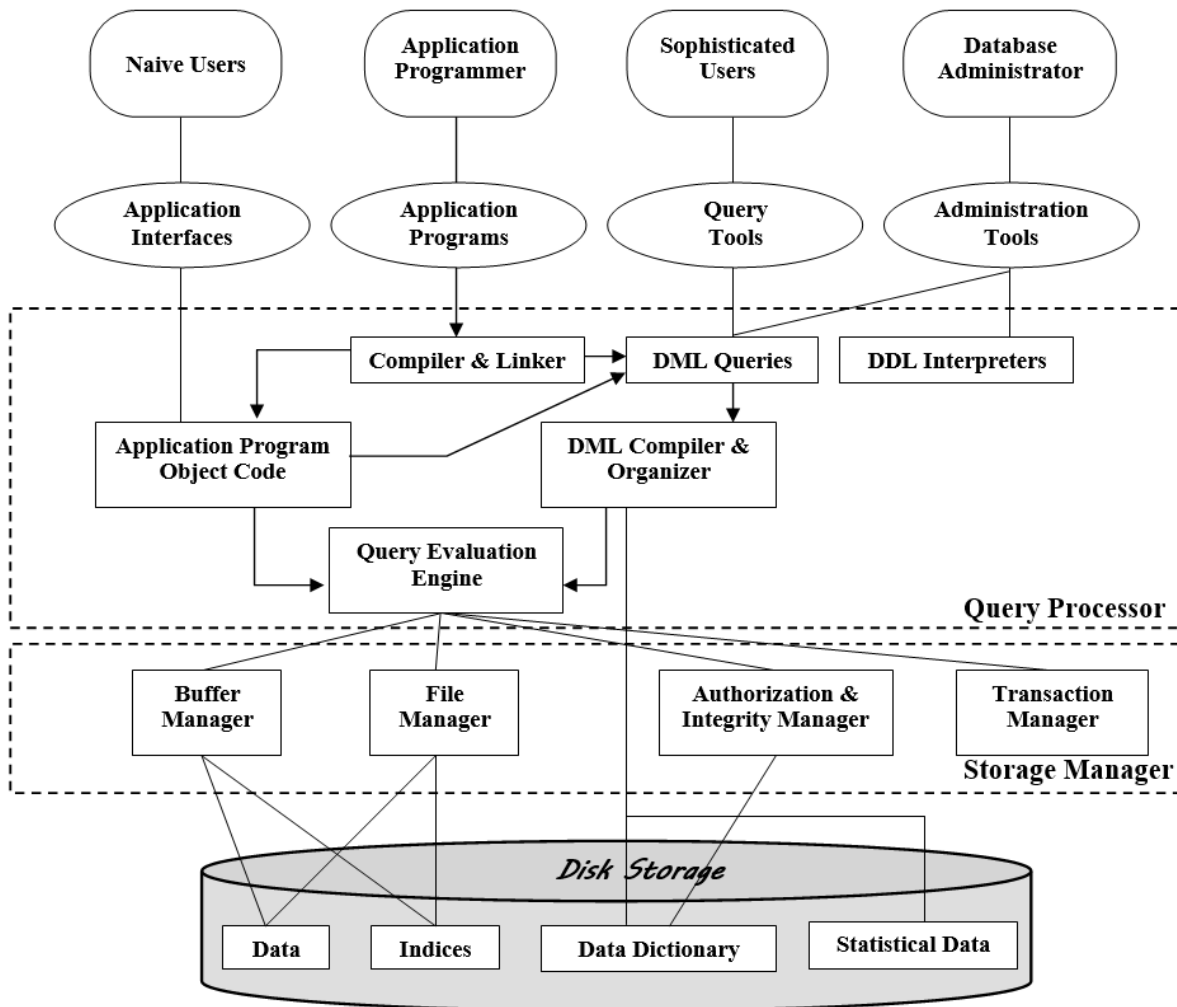 Naive Users
Application
Programmer
Sophisticated
Users
Database
Administrator
Application
Interfaces
Application
Programs
Query
Tools
Administration
Tools
Compiler & Linker
DML Queries
DDL Interpreters
Application Program
Object Code
DML Compiler &
Organizer
Query Evaluation
Engine
Query Processor
Buffer
Manager
File
Manager
Authorization &
Integrity Manager
Transaction
Manager
Storage Manager
Disk Storage
Data
Indices
Data Dictionary
Statistical Data